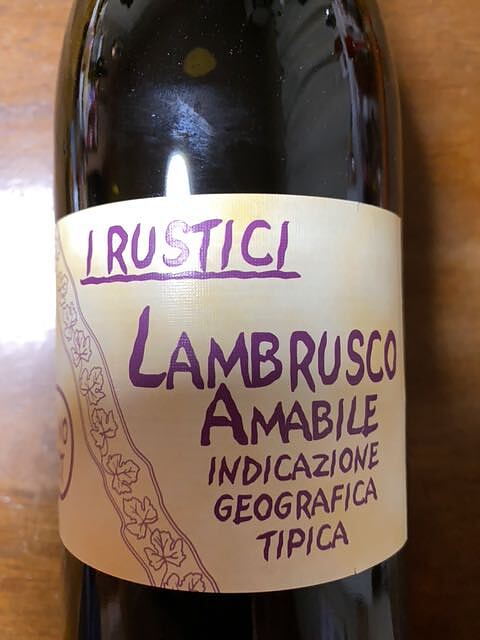 I RUSTICI
LAMBRUSCO
AMABILE
INDICAZIONE
GEOGRAFICA
TIPICA